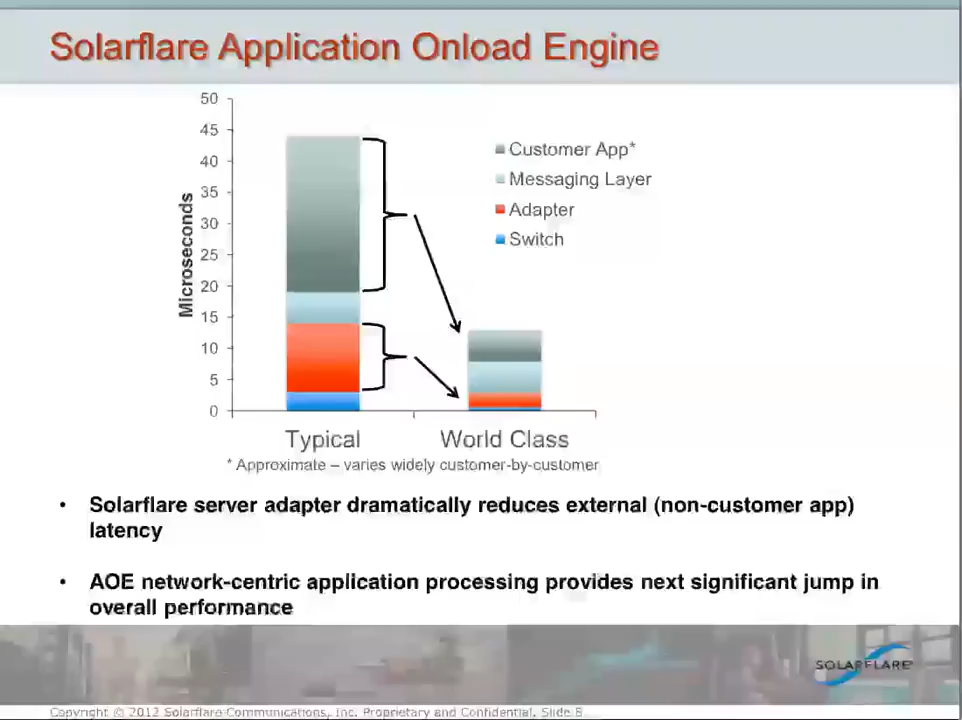 Solarflare Application Onload Engine
50
45
40
35
30
25
20
15
10
5
0
Microseconds
Customer App*
Messaging Layer
Adapter
Switch
Typical
World Class
* Approximate – varies widely customer-by-customer
• Solarflare server adapter dramatically reduces external (non-customer app)
latency
• AOE network-centric application processing provides next significant jump in
overall performance
SOLARFLARE
Copyright © 2012 Solarflare Communications, Inc. Proprietary and Confidential, Slide 8